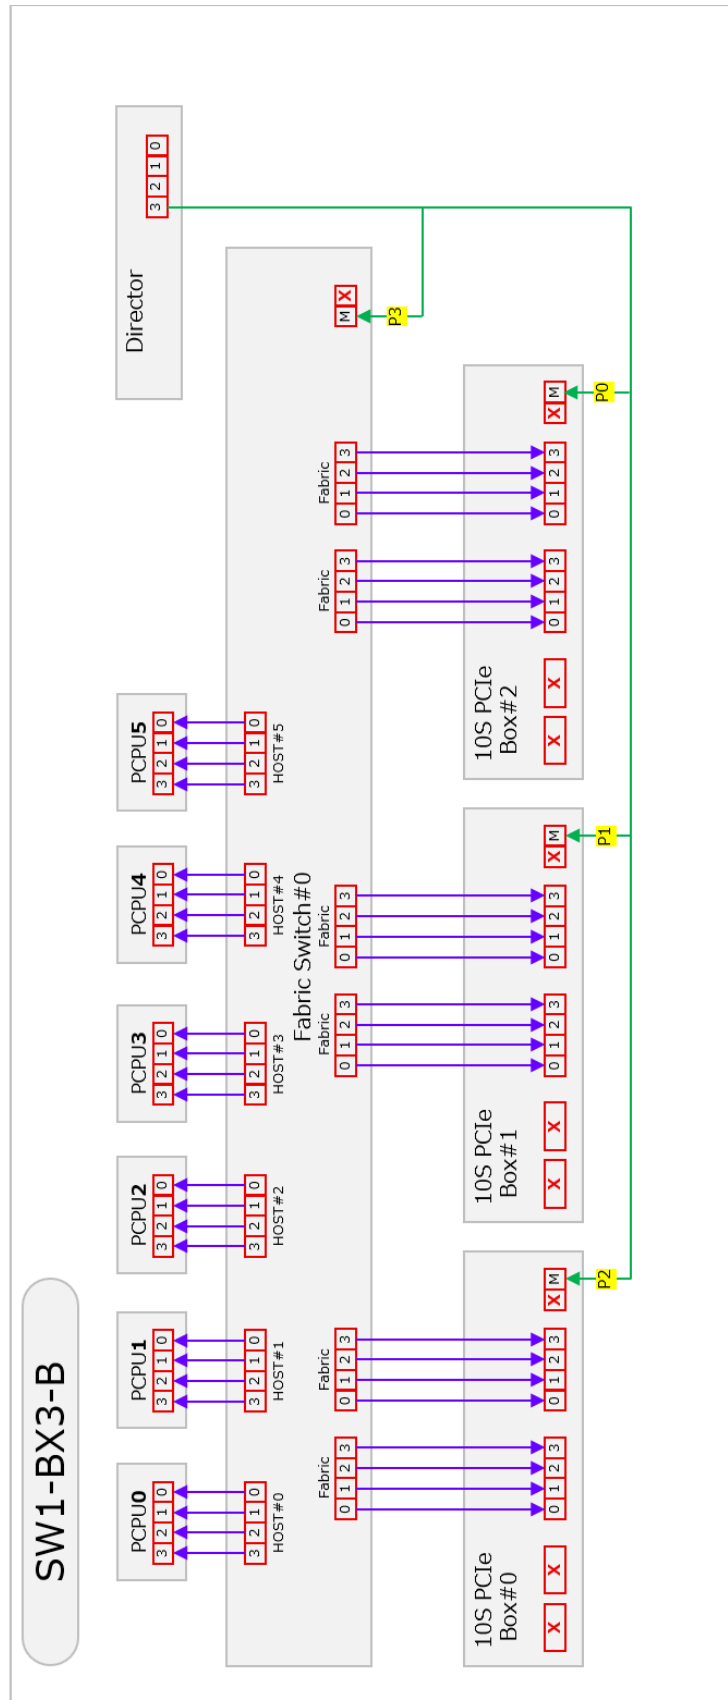 SW1-BX3-B
PCPU0
3 2 1 0
PCPU1
3 2 1 0
PCPU2
3 2 1 0
PCPU3
3 2 1 0
PCPU4
3 2 1 0
PCPU5
3 2 1 0
Director
3 2 1 0
3 2 1 0
HOST#0
3 2 1 0
HOST#1
3 2 1 0
HOST#2
3 2 1 0
HOST#3
3 2 1 0
HOST#4
3 2 1 0
HOST#5
Fabric Switch#0
Fabric
0 1 2 3
Fabric
0 1 2 3
Fabric
0 1 2 3
Fabric
0 1 2 3
Fabric
0 1 2 3
Fabric
0 1 2 3
M X
P3
10S PCIe
Box#0
X X
0 1 2 3
0 1 2 3
X M
P2
10S PCIe
Box#1
X X
0 1 2 3
0 1 2 3
X M
P1
10S PCIe
Box#2
X X
0 1 2 3
0 1 2 3
X M
P0